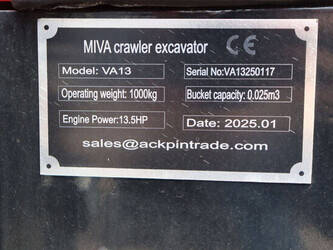 MIVA crawler excavator CE
Model: VA13 Serial No:VA13250117
Operating weight: 1000kg Bucket capacity: 0.025m3
Engine Power:13.5HP Date: 2025.01
sales@ackpintrade.com